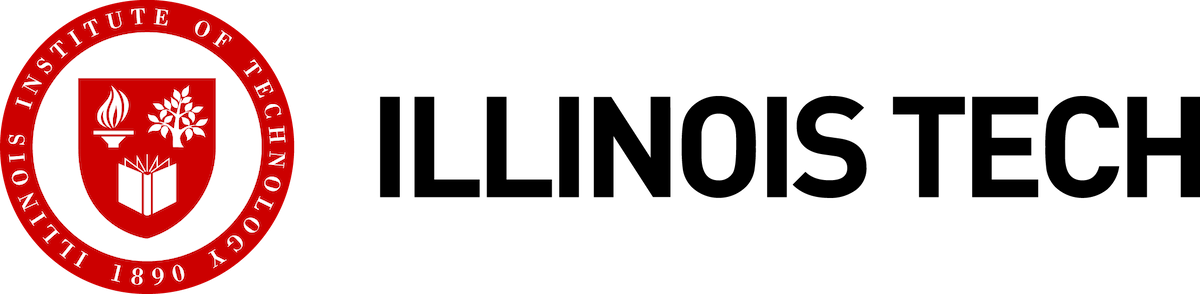 ILLINOIS INSTITUTE OF TECHNOLOGY
1890
ILLINOIS TECH